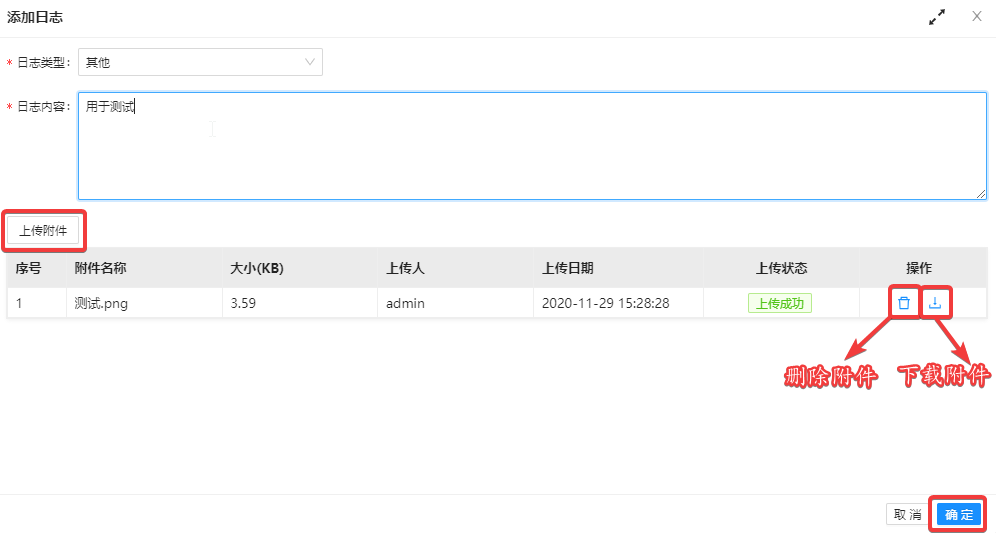 添加日志
* 日志类型： 其他
* 日志内容： 用于测试
上传附件
序号 附件名称 大小(KB) 上传人 上传日期 上传状态 操作
1 测试.png 3.59 admin 2020-11-29 15:28:28 上传成功
删除附件 下载附件
取 消 确 定